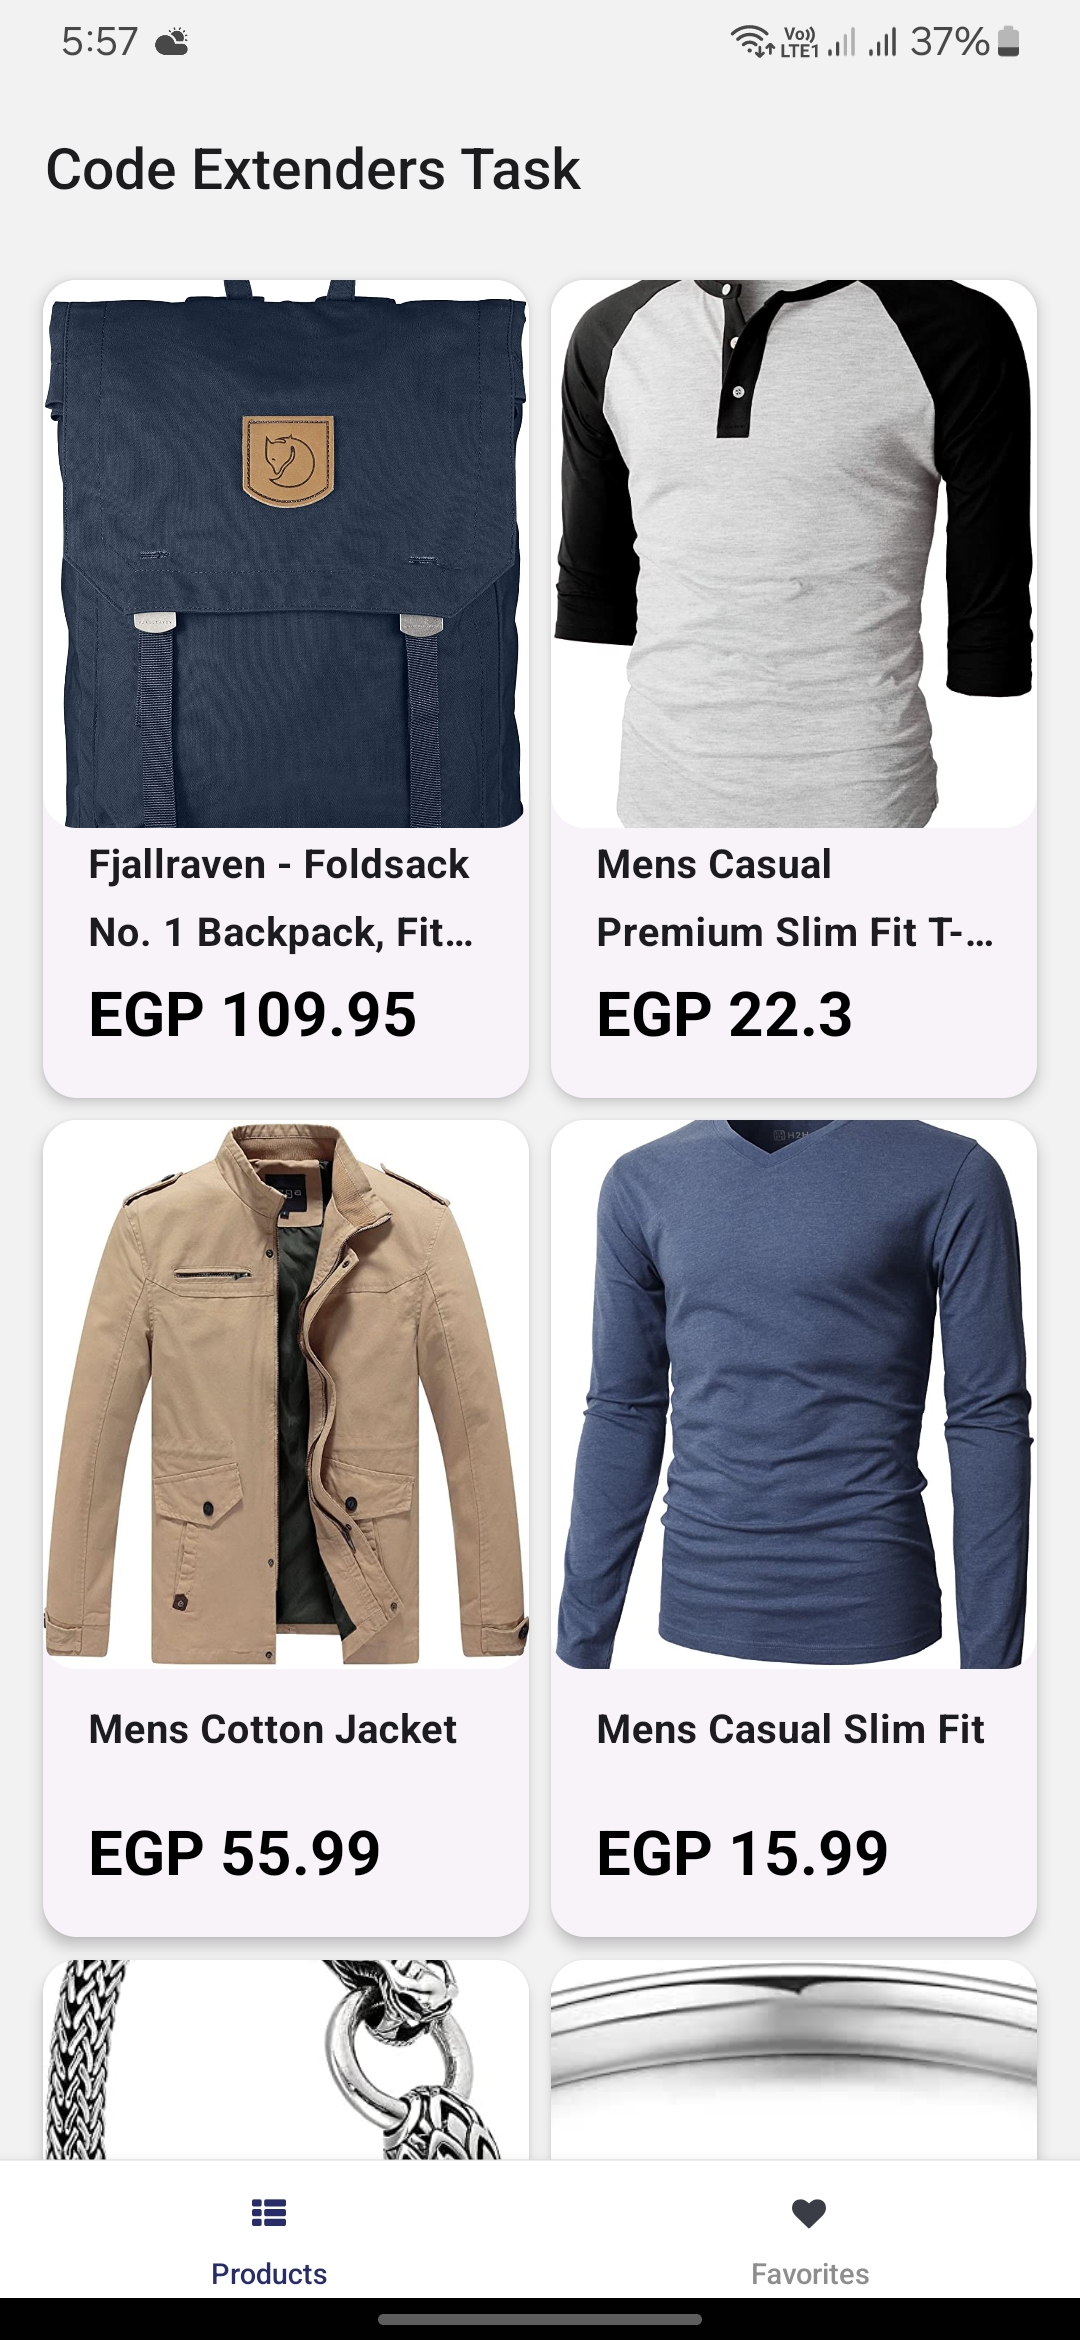 5:57
Vo)) LTE1 37%
Code Extenders Task
Fjallraven - Foldsack
No. 1 Backpack, Fit...
EGP 109.95
Mens Casual
Premium Slim Fit T-...
EGP 22.3
H2H
Mens Cotton Jacket
EGP 55.99
Mens Casual Slim Fit
EGP 15.99
Products
Favorites